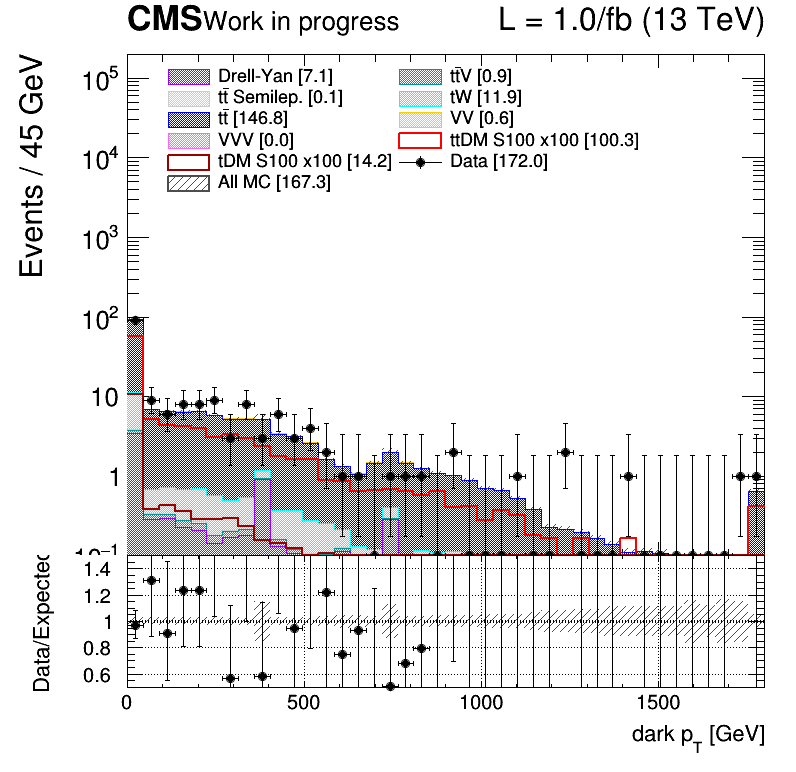 CMS Work in progress L = 1.0/fb (13 TeV)
Events / 45 GeV
Drell-Yan [7.1] tt̄V [0.9]
tt̄ Semilep. [0.1] tW [11.9]
tt̄ [146.8] VV [0.6]
VVV [0.0] ttDM S100 x100 [100.3]
tDM S100 x100 [14.2] Data [172.0]
All MC [167.3]
10⁵
10⁴
10³
10²
10
1
10⁻¹
Data/Expected
1.4
1.2
1
0.8
0.6
0 500 1000 1500
dark p_T [GeV]